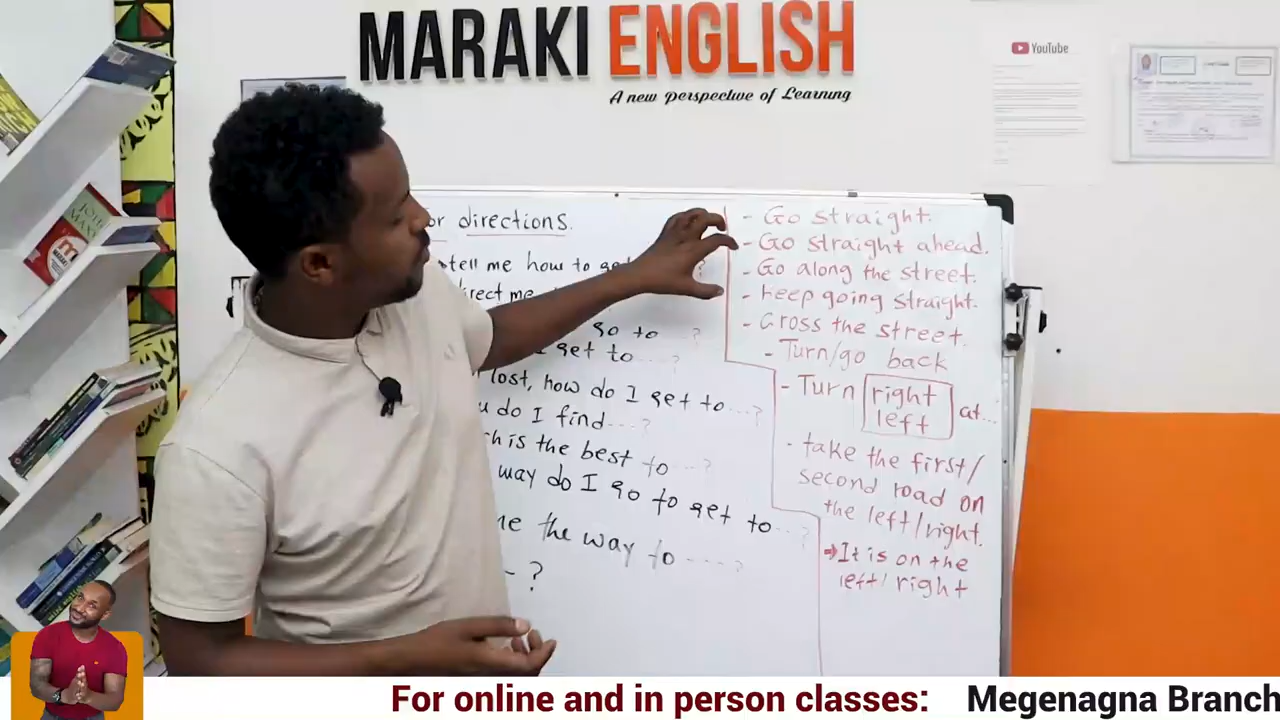 MARAKI ENGLISH
A new perspective of Learning
YouTube
or directions.
tell me how to get ?
rect me
go to ...?
I get to ....?
lost, how do I get to....?
u do I find....?
ch is the best to ....?
way do I go to get to ...?
me the way to ....?
- ?
- Go straight.
- Go straight ahead.
- Go along the street.
- Keep going straight.
- Cross the street.
- Turn/go back
- Turn right
left at...
- take the first/
second road on
the left/right.
→ It is on the
left/right
For online and in person classes: Megenagna Branch